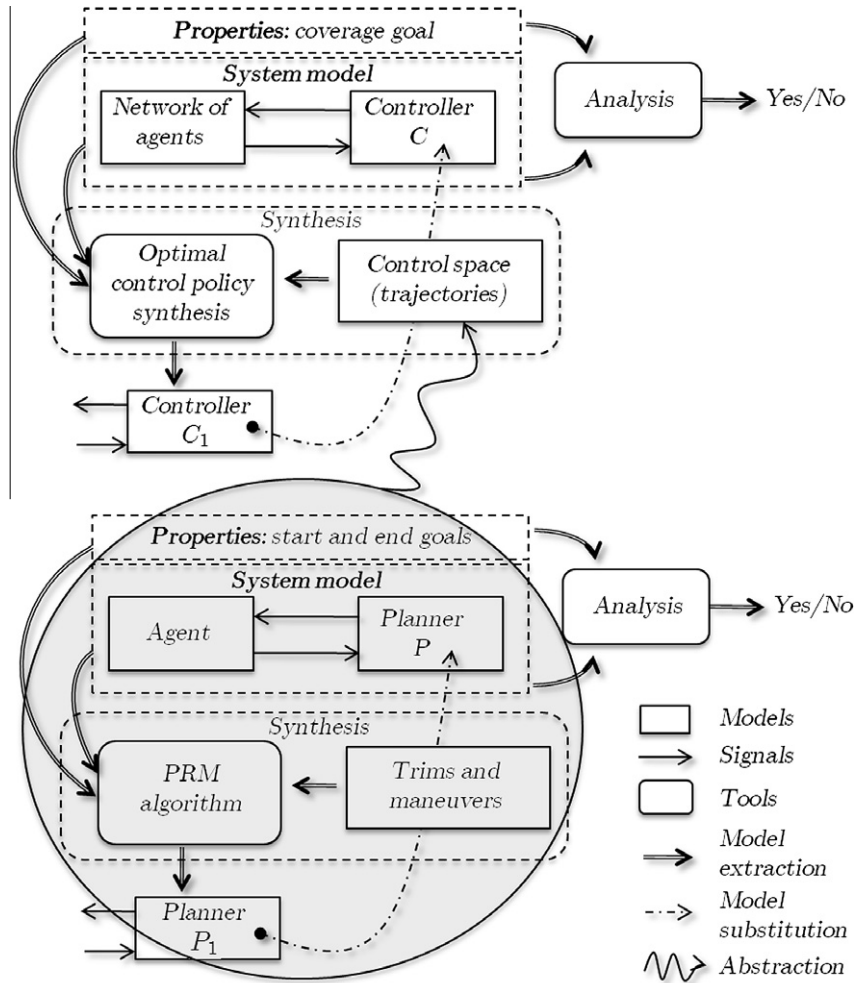 Properties: coverage goal
System model
Network of
agents
Controller
C
Analysis
Yes/No
Synthesis
Optimal
control policy
synthesis
Control space
(trajectories)
Controller
C1
Properties: start and end goals
System model
Agent
Planner
P
Analysis
Yes/No
Synthesis
PRM
algorithm
Trims and
maneuvers
Planner
P1
Models
Signals
Tools
Model
extraction
Model
substitution
Abstraction